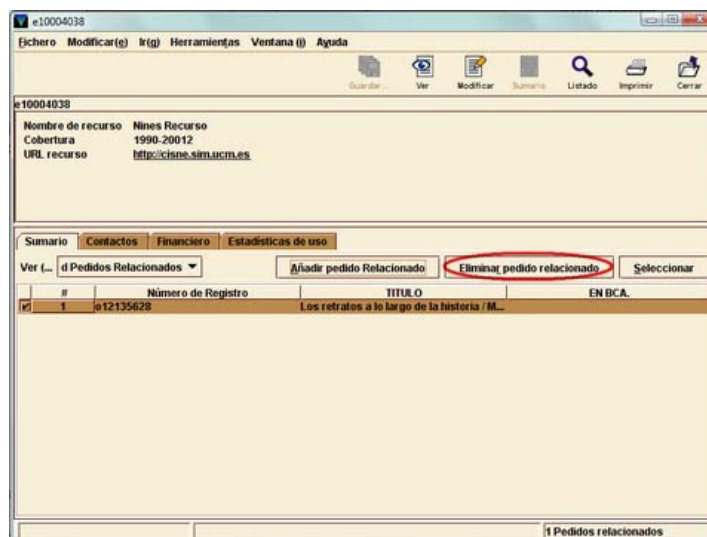 e10004038
Fichero Modificar(e) Ir(g) Herramientas Ventana (i) Ayuda
Guardar... Ver Modificar Sumario Listado Imprimir Cerrar
e10004038
Nombre de recurso Nines Recurso
Cobertura 1990-20012
URL recurso http://cisne.sim.ucm.es
Sumario Contactos Financiero Estadísticas de uso
Ver (... d Pedidos Relacionados Añadir pedido Relacionado Eliminar pedido relacionado Seleccionar
# Número de Registro TITULO EN BCA.
1 o12135628 Los retratos a lo largo de la historia / M...
1 Pedidos relacionados